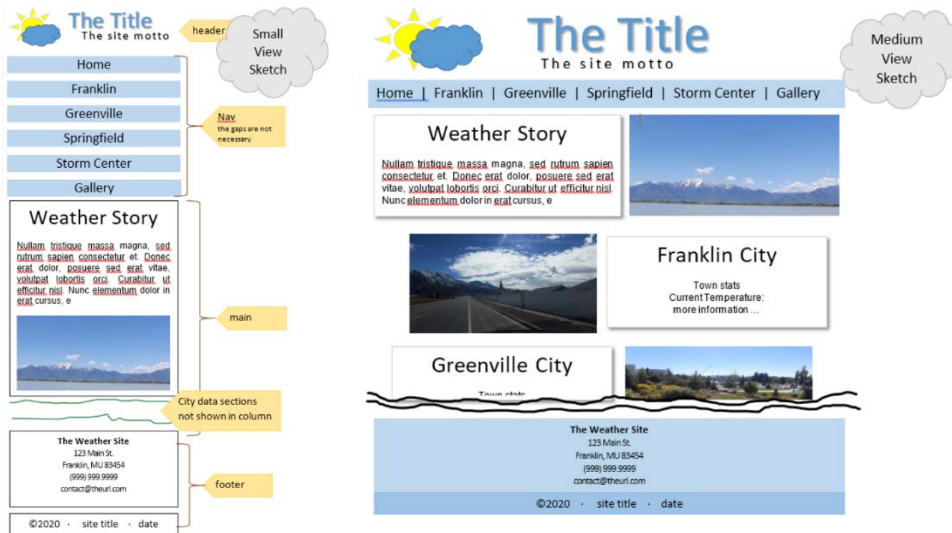 The Title
The site motto
header
Small
View
Sketch
Home
Franklin
Greenville
Springfield
Storm Center
Gallery
Nav
the gaps are not
necessary
Weather Story
Nullam tristique massa magna, sed
rutrum sapien consectetur et. Donec
erat dolor, posuere sed erat vitae,
volutpat lobortis orci. Curabitur ut
efficitur nisl. Nunc elementum dolor in
erat cursus, e
main
City data sections
not shown in column
The Weather Site
123 Main St.
Franklin, MU 83454
(999) 999.9999
contact@theurl.com
footer
©2020 · site title · date
The Title
The site motto
Medium
View
Sketch
Home | Franklin | Greenville | Springfield | Storm Center | Gallery
Weather Story
Nullam tristique massa magna, sed rutrum sapien
consectetur et. Donec erat dolor, posuere sed erat
vitae, volutpat lobortis orci. Curabitur ut efficitur nisl.
Nunc elementum dolor in erat cursus, e
Franklin City
Town stats
Current Temperature:
more information ...
Greenville City
Town stats
The Weather Site
123 Main St.
Franklin, MU 83454
(999) 999.9999
contact@theurl.com
©2020 · site title · date